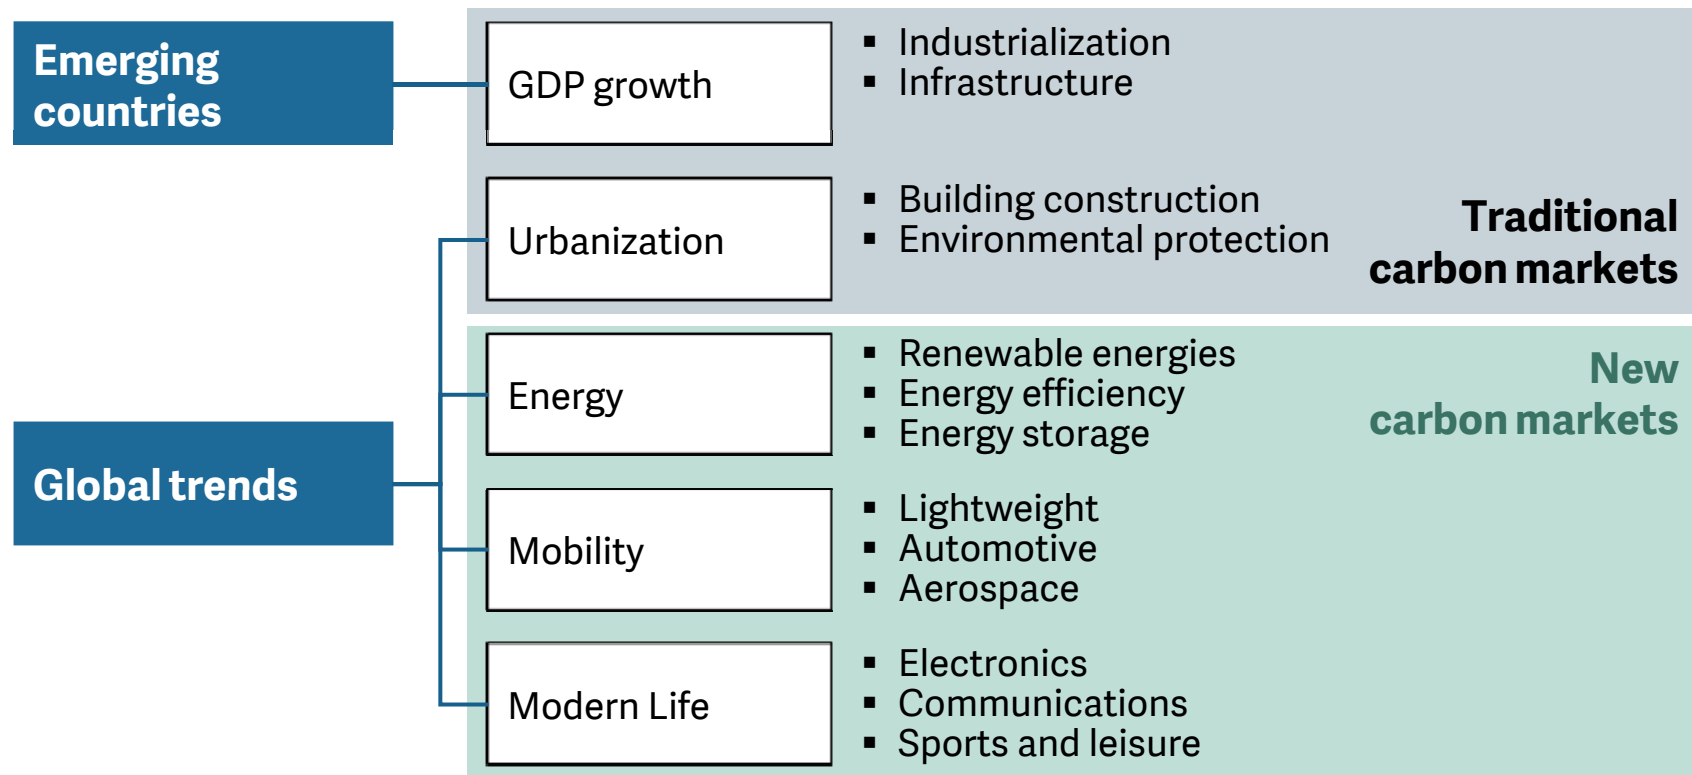 Emerging
countries
GDP growth
▪ Industrialization
▪ Infrastructure
Urbanization
▪ Building construction
▪ Environmental protection
Traditional
carbon markets
Global trends
Energy
▪ Renewable energies
▪ Energy efficiency
▪ Energy storage
New
carbon markets
Mobility
▪ Lightweight
▪ Automotive
▪ Aerospace
Modern Life
▪ Electronics
▪ Communications
▪ Sports and leisure